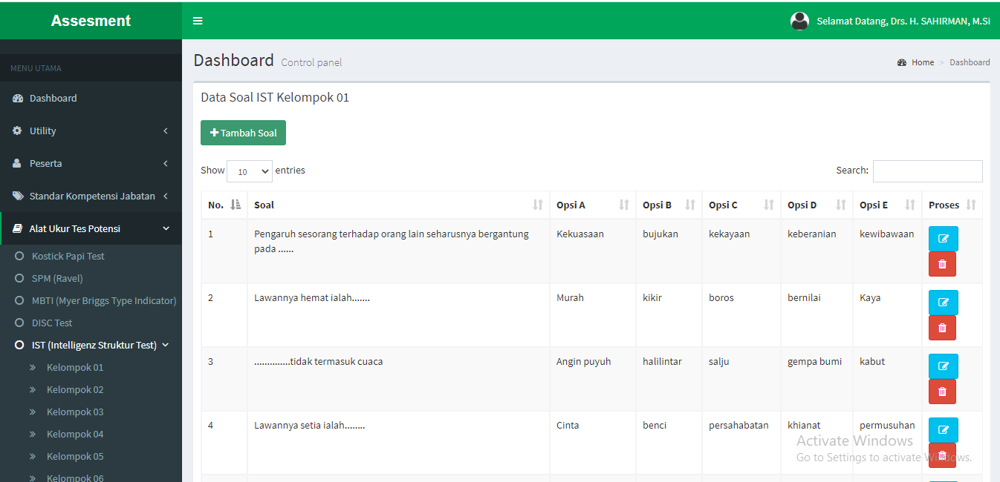 Assesment
Selamat Datang, Drs. H. SAHIRMAN, M.Si
MENU UTAMA
Dashboard
Utility
Peserta
Standar Kompetensi Jabatan
Alat Ukur Tes Potensi
Kostick Papi Test
SPM (Ravel)
MBTI (Myer Briggs Type Indicator)
DISC Test
IST (Intelligenz Struktur Test)
Kelompok 01
Kelompok 02
Kelompok 03
Kelompok 04
Kelompok 05
Kelompok 06
Dashboard Control panel
Home > Dashboard
Data Soal IST Kelompok 01
Tambah Soal
Show 10 entries
Search:
No. Soal Opsi A Opsi B Opsi C Opsi D Opsi E Proses
1 Pengaruh sesorang terhadap orang lain seharusnya bergantung Kekuasaan bujukan kekayaan keberanian kewibawaan
pada ......
2 Lawannya hemat ialah....... Murah kikir boros bernilai Kaya
3 ..............tidak termasuk cuaca Angin puyuh halilintar salju gempa bumi kabut
4 Lawannya setia ialah........ Cinta benci persahabatan khianat permusuhan
Activate Windows
Go to Settings to activate Windows.